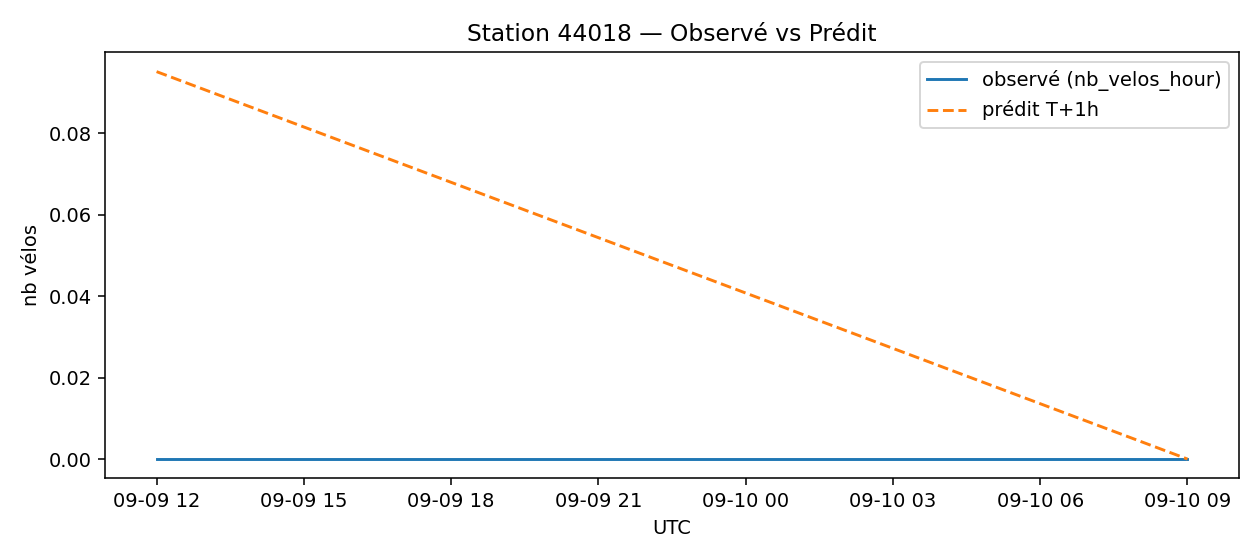 Station 44018 — Observé vs Prédit
observé (nb_velos_hour)
prédit T+1h
nb vélos
0.08
0.06
0.04
0.02
0.00
09-09 12 09-09 15 09-09 18 09-09 21 09-10 00 09-10 03 09-10 06 09-10 09
UTC